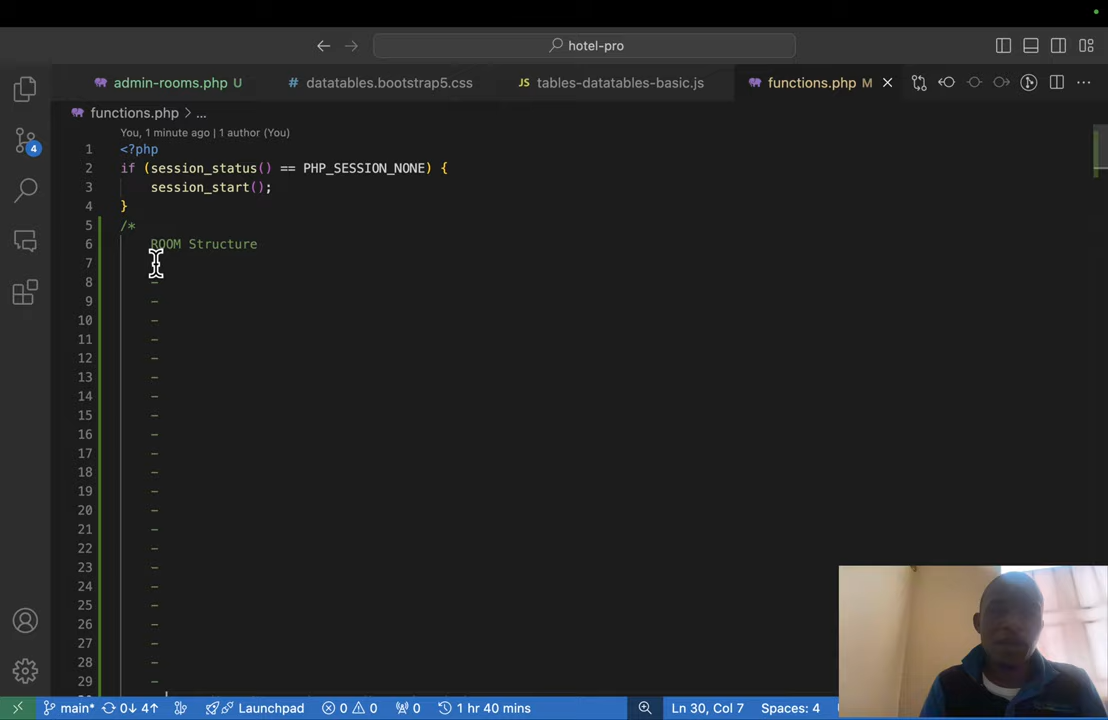 hotel-pro
admin-rooms.php U
# datatables.bootstrap5.css
JS tables-datatables-basic.js
functions.php M
functions.php > ...
You, 1 minute ago | 1 author (You)
1 <?php
2 if (session_status() == PHP_SESSION_NONE) {
3 session_start();
4 }
5 /*
6 ROOM Structure
7
8 -
9 -
10 -
11 -
12 -
13 -
14 -
15 -
16 -
17 -
18 -
19 -
20 -
21 -
22 -
23 -
24 -
25 -
26 -
27 -
28 -
29 -
4
main* 0↓ 4↑ Launchpad 0 0 0 1 hr 40 mins Ln 30, Col 7 Spaces: 4